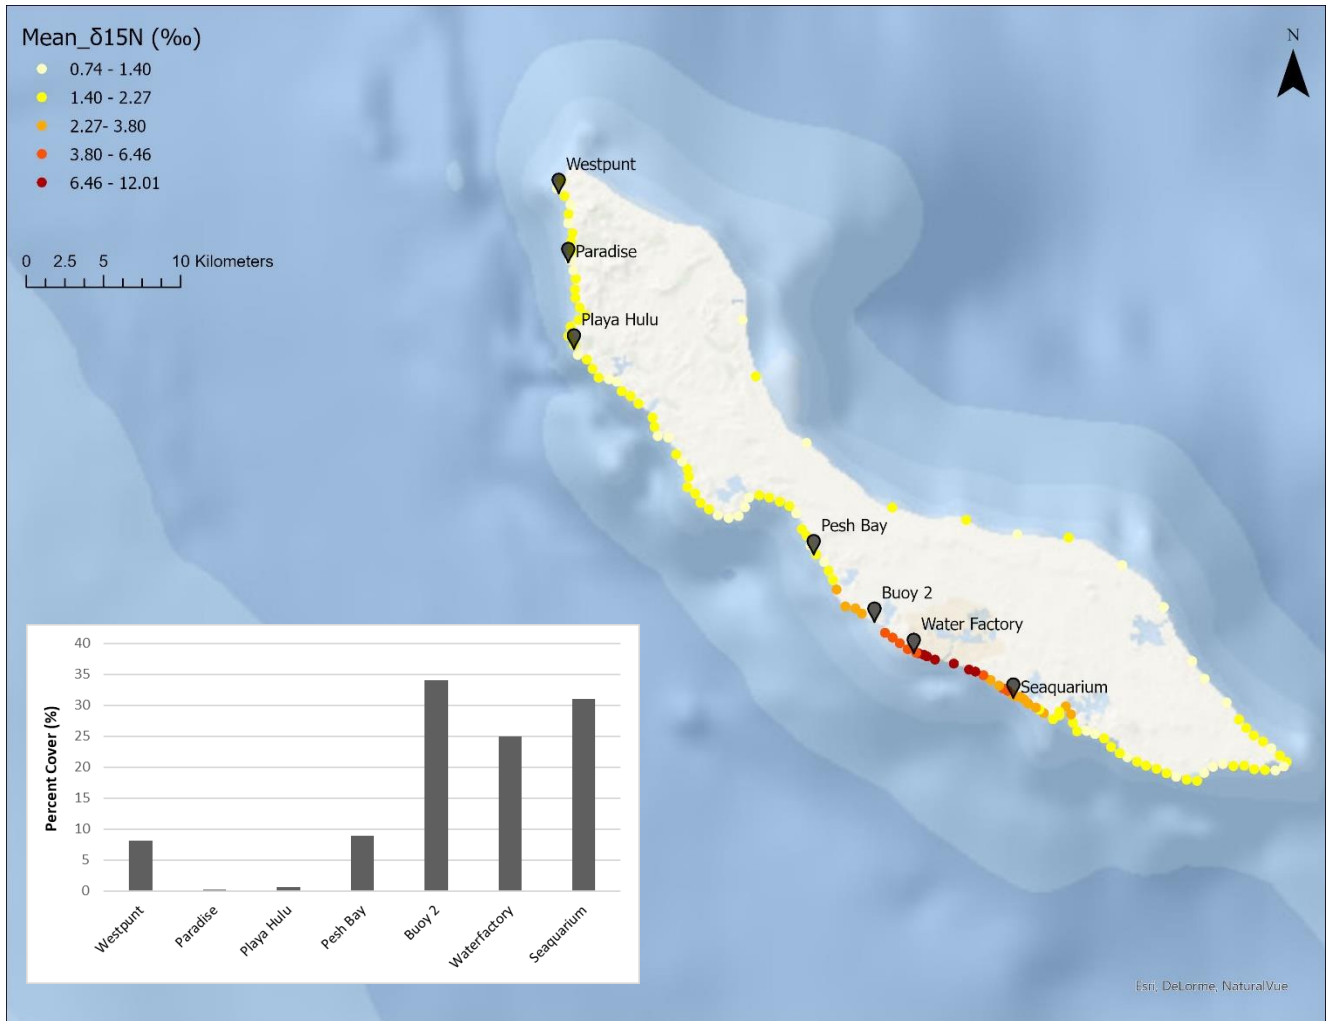 Mean_δ15N (‰)
0.74 - 1.40
1.40 - 2.27
2.27- 3.80
3.80 - 6.46
6.46 - 12.01
0 2.5 5 10 Kilometers
N
Westpunt
Paradise
Playa Hulu
Pesh Bay
Buoy 2
Water Factory
Seaquarium
40
35
30
25
20
15
10
5
0
Percent Cover (%)
Westpunt
Paradise
Playa Hulu
Pesh Bay
Buoy 2
Waterfactory
Seaquarium
Esri, DeLorme, NaturalVue